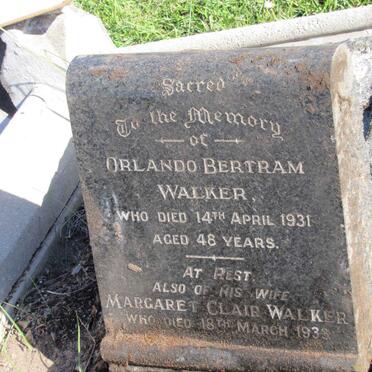 Sacred
To the Memory
of
ORLANDO BERTRAM
WALKER,
WHO DIED 14TH APRIL 1931
AGED 48 YEARS.
AT REST
ALSO OF HIS WIFE
MARGARET CLAIR WALKER
WHO DIED 18TH MARCH